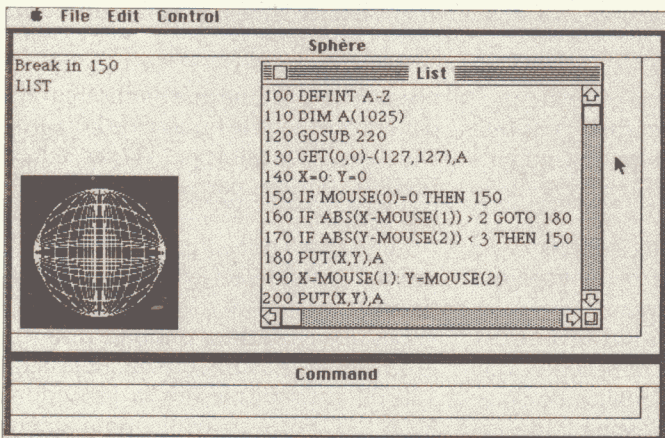 File Edit Control
Sphère
Break in 150
LIST
List
100 DEFINT A-Z
110 DIM A(1025)
120 GOSUB 220
130 GET(0,0)-(127,127),A
140 X=0: Y=0
150 IF MOUSE(0)=0 THEN 150
160 IF ABS(X-MOUSE(1)) > 2 GOTO 180
170 IF ABS(Y-MOUSE(2)) < 3 THEN 150
180 PUT(X,Y),A
190 X=MOUSE(1): Y=MOUSE(2)
200 PUT(X,Y),A
Command